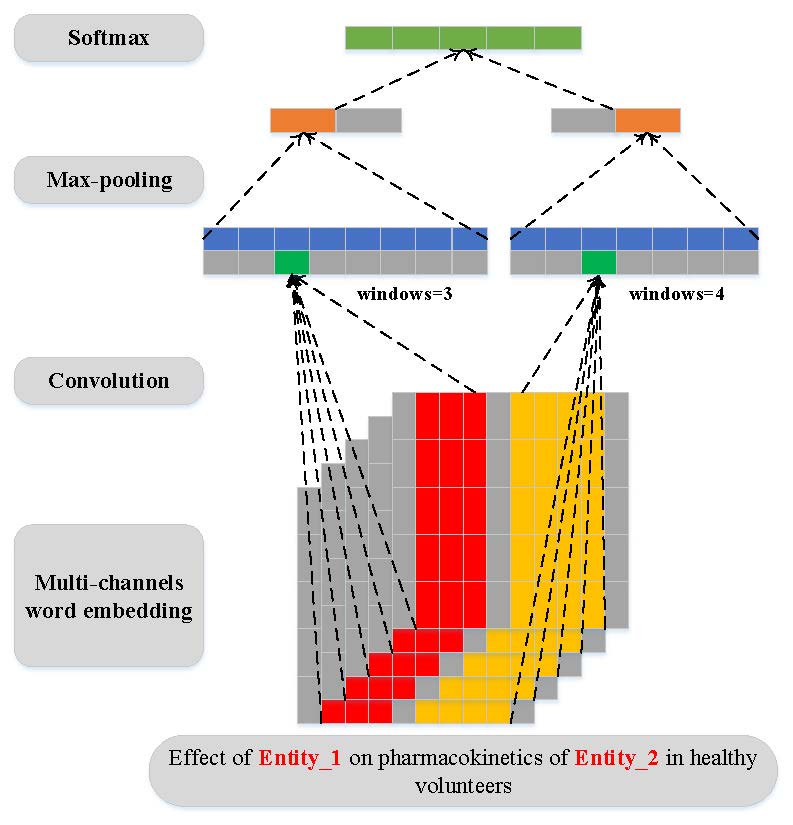 Softmax
Max-pooling
windows=3
windows=4
Convolution
Multi-channels
word embedding
Effect of Entity_1 on pharmacokinetics of Entity_2 in healthy
volunteers